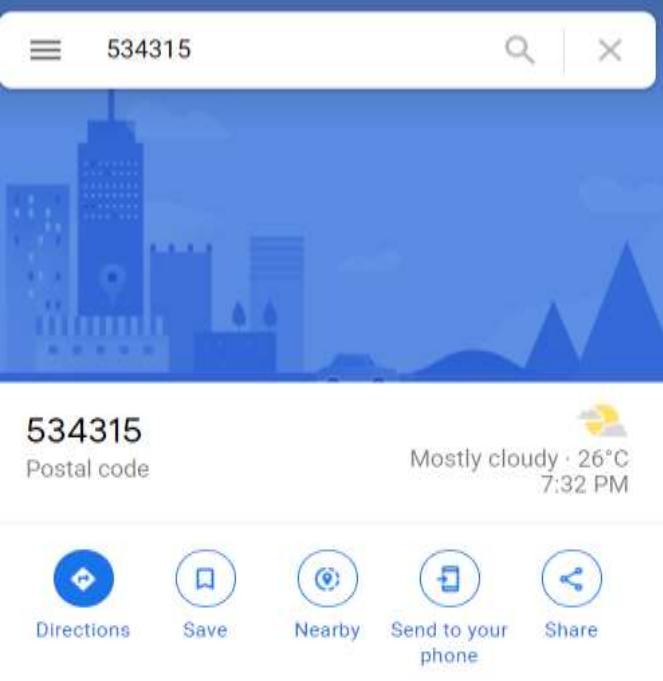 534315
534315
Postal code
Mostly cloudy · 26°C
7:32 PM
Directions
Save
Nearby
Send to your
phone
Share